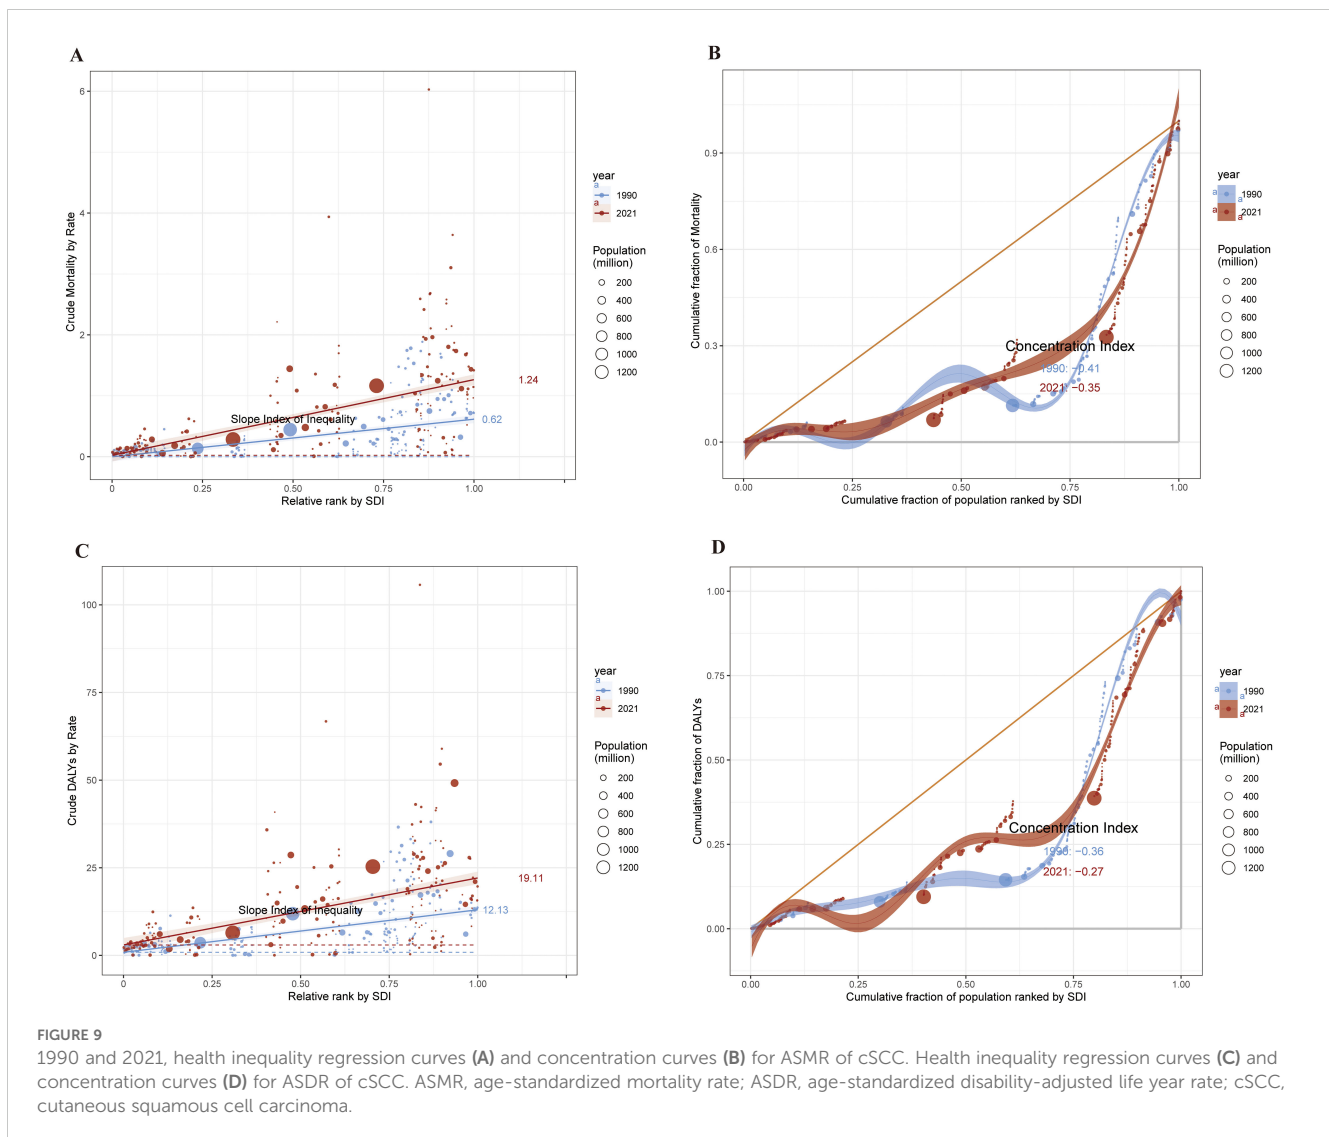 A
Crude Mortality by Rate
6
4
2
0
Slope Index of Inequality
1.24
0.62
0 0.25 0.50 0.75 1.00
Relative rank by SDI
year
a 1990
a 2021
Population
(million)
200
400
600
800
1000
1200
B
Cumulative fraction of Mortality
0.9
0.6
0.3
0.0
Concentration Index
1990: −0.41
2021: −0.35
0.00 0.25 0.50 0.75 1.00
Cumulative fraction of population ranked by SDI
year
a a 1990
a a 2021
Population
(million)
200
400
600
800
1000
1200
C
Crude DALYs by Rate
100
75
50
25
0
Slope Index of Inequality
19.11
12.13
0 0.25 0.50 0.75 1.00
Relative rank by SDI
year
a 1990
a 2021
Population
(million)
200
400
600
800
1000
1200
D
Cumulative fraction of DALYs
1.00
0.75
0.50
0.25
0.00
Concentration Index
1990: −0.36
2021: −0.27
0.00 0.25 0.50 0.75 1.00
Cumulative fraction of population ranked by SDI
year
a a 1990
a a 2021
Population
(million)
200
400
600
800
1000
1200
FIGURE 9
1990 and 2021, health inequality regression curves (A) and concentration curves (B) for ASMR of cSCC. Health inequality regression curves (C) and
concentration curves (D) for ASDR of cSCC. ASMR, age-standardized mortality rate; ASDR, age-standardized disability-adjusted life year rate; cSCC,
cutaneous squamous cell carcinoma.